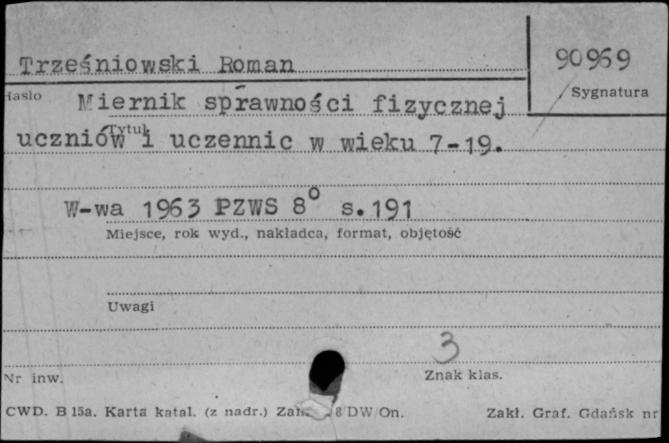 Trześniowski Roman
90969
Sygnatura
Hasło
Miernik sprawności fizycznej
Tytuł
uczniów i uczennic w wieku 7-19.
W-wa 1963 PZWS 8° s.191
Miejsce, rok wyd., nakładca, format, objętość
Uwagi
3
Nr inw.
Znak klas.
CWD. B 15a. Karta katal. (z nadr.) Zam. 8 DW/On.
Zakł. Graf. Gdańsk nr